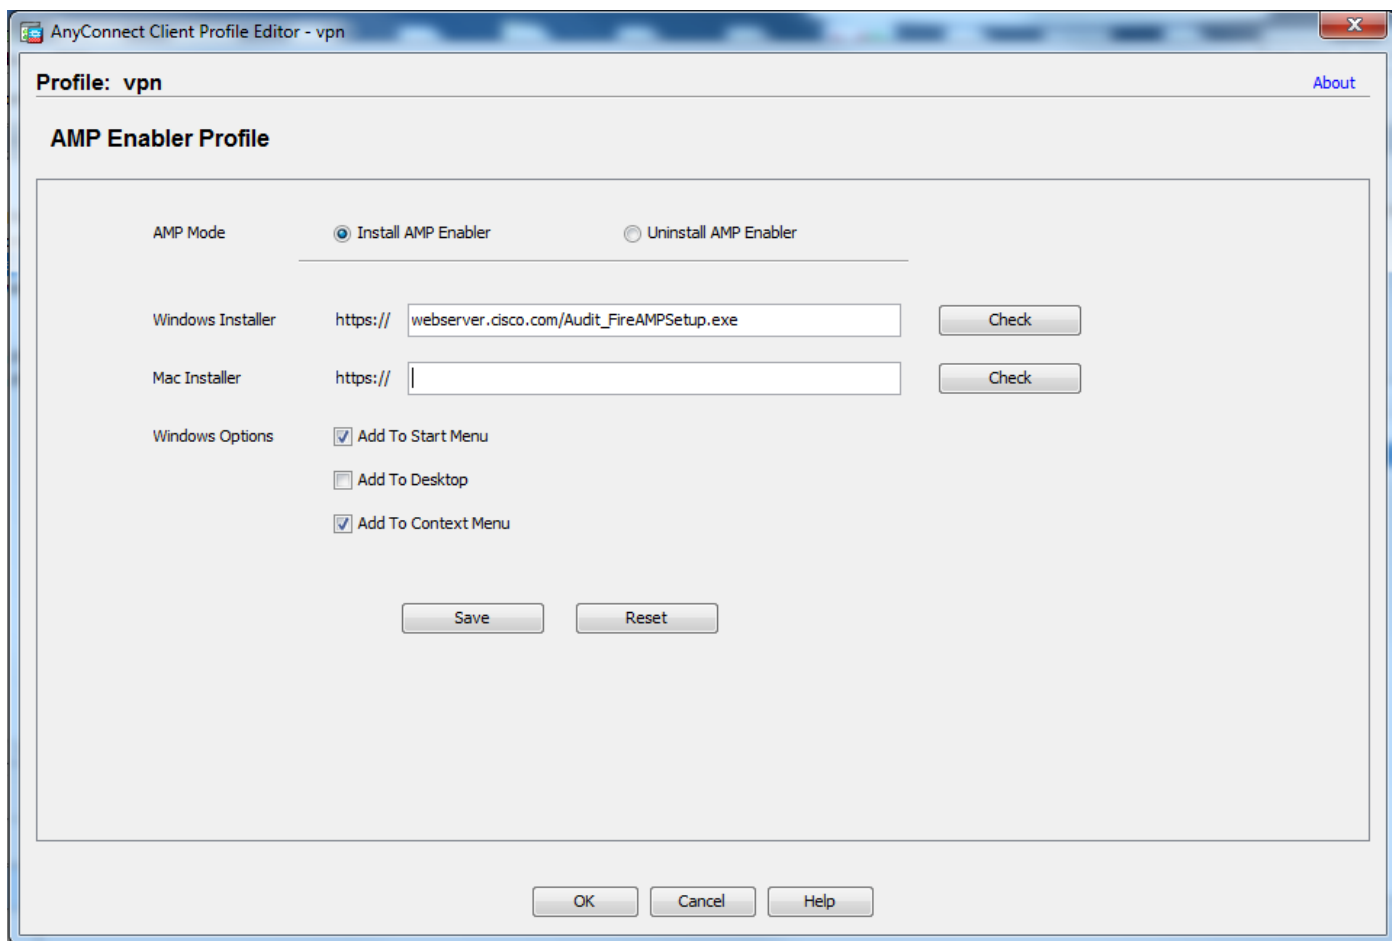 AnyConnect Client Profile Editor - vpn
Profile: vpn
About
AMP Enabler Profile
AMP Mode
Install AMP Enabler
Uninstall AMP Enabler
Windows Installer
https://
webserver.cisco.com/Audit_FireAMPSetup.exe
Check
Mac Installer
https://
Check
Windows Options
Add To Start Menu
Add To Desktop
Add To Context Menu
Save
Reset
OK
Cancel
Help